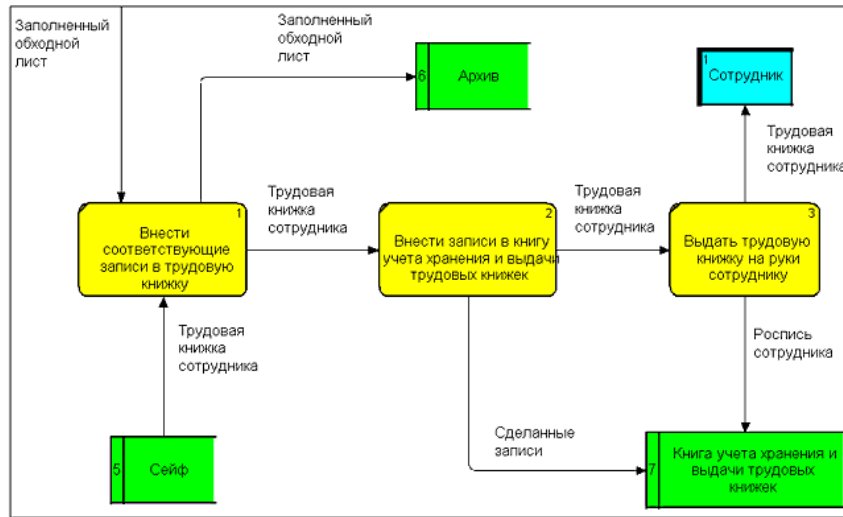 Заполненный
обходной
лист
Заполненный
обходной
лист
6
Архив
1
Сотрудник
Трудовая
книжка
сотрудника
1
Внести
соответствующие
записи в трудовую
книжку
Трудовая
книжка
сотрудника
2
Внести записи в книгу
учета хранения и выдачи
трудовых книжек
Трудовая
книжка
сотрудника
3
Выдать трудовую
книжку на руки
сотруднику
Трудовая
книжка
сотрудника
Роспись
сотрудника
5
Сейф
Сделанные
записи
7
Книга учета хранения и
выдачи трудовых
книжек